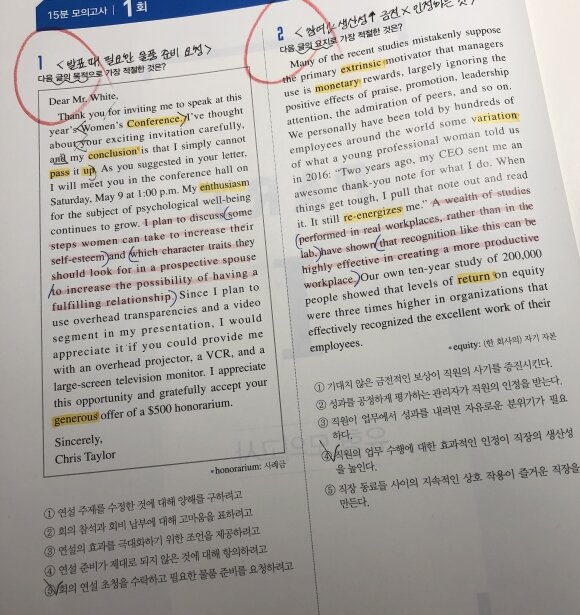 15분 모의고사 1회
1 <발표 때 필요한 물품 준비 요청>
다음 글의 목적으로 가장 적절한 것은?
Dear Mr. White,
Thank you for inviting me to speak at this
year's Women's Conference. I've thought
about your exciting invitation carefully,
and my conclusion is that I simply cannot
pass it up. As you suggested in your letter,
I will meet you in the conference hall on
Saturday, May 9 at 1:00 p.m. My enthusiasm
for the subject of psychological well-being
continues to grow. I plan to discuss some
steps women can take to increase their
self-esteem and which character traits they
should look for in a prospective spouse
to increase the possibility of having a
fulfilling relationship. Since I plan to
use overhead transparencies and a video
segment in my presentation, I would
appreciate it if you could provide me
with an overhead projector, a VCR, and a
large-screen television monitor. I appreciate
this opportunity and gratefully accept your
generous offer of a $500 honorarium.
Sincerely,
Chris Taylor
*honorarium: 사례금
① 연설 주제를 수정한 것에 대해 양해를 구하려고
② 회의 참석과 회비 납부에 대해 고마움을 표하려고
③ 연설의 효과를 극대화하기 위한 조언을 제공하려고
④ 연설 준비가 제대로 되지 않은 것에 대해 항의하려고
⑤ 회의 연설 초청을 수락하고 필요한 물품 준비를 요청하려고
2 생산성↑ 금전X 인정하는 것>
다음 글의 요지로 가장 적절한 것은?
Many of the recent studies mistakenly suppose
the primary extrinsic motivator that managers
use is monetary rewards, largely ignoring the
positive effects of praise, promotion, leadership
attention, the admiration of peers, and so on.
We personally have been told by hundreds of
employees around the world some variation
of what a young professional woman told us
in 2016: "Two years ago, my CEO sent me an
awesome thank-you note for what I do. When
things get tough, I pull that note out and read
it. It still re-energizes me." A wealth of studies
performed in real workplaces, rather than in the
lab, have shown that recognition like this can be
highly effective in creating a more productive
workplace. Our own ten-year study of 200,000
people showed that levels of return on equity
were three times higher in organizations that
effectively recognized the excellent work of their
employees.
*equity: (한 회사의) 자기 자본
① 기대치 않은 금전적인 보상이 직원의 사기를 증진시킨다.
② 성과를 공정하게 평가하는 관리자가 직원의 인정을 받는다.
③ 직원이 업무에서 성과를 내려면 자유로운 분위기가 필요
하다.
④ 직원의 업무 수행에 대한 효과적인 인정이 직장의 생산성
을 높인다.
⑤ 직장 동료들 사이의 지속적인 상호 작용이 즐거운 직장을
만든다.